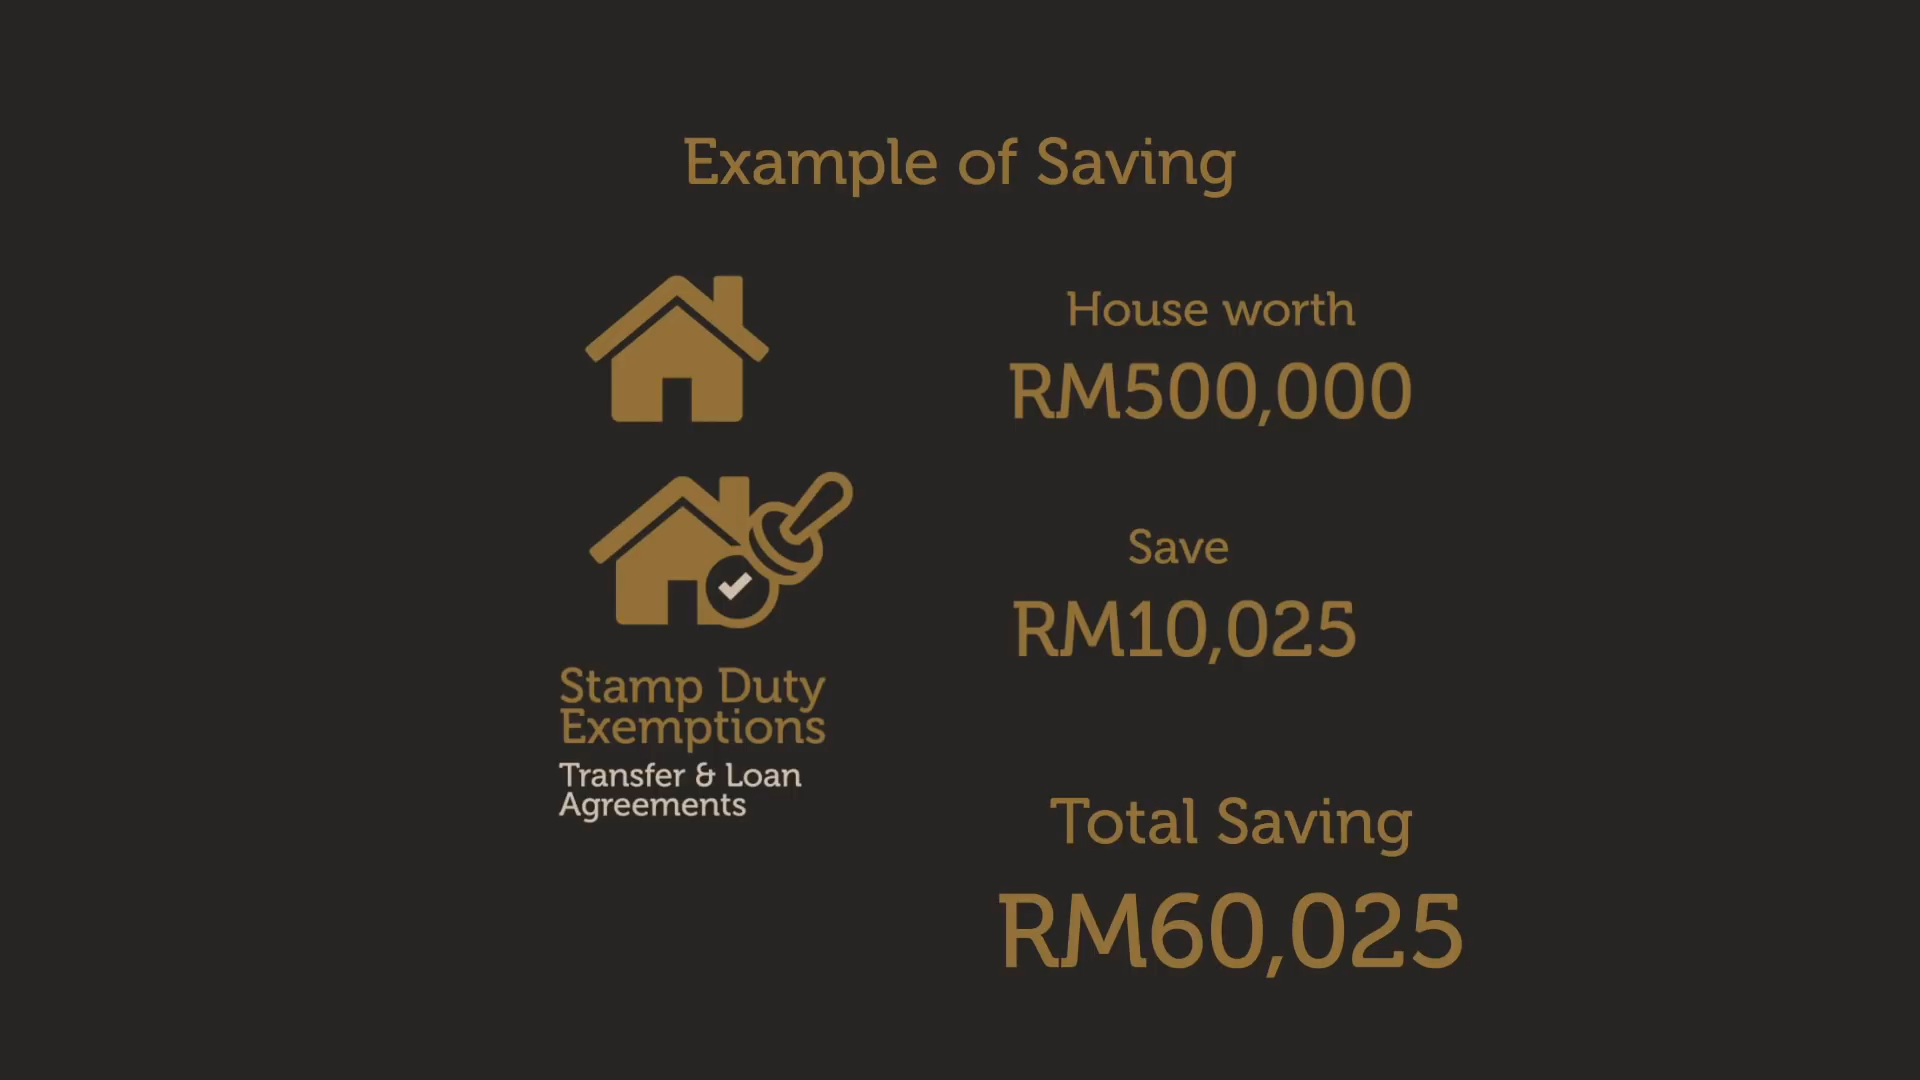 Example of Saving
House worth
RM500,000
Save
RM10,025
Stamp Duty
Exemptions
Transfer & Loan
Agreements
Total Saving
RM60,025